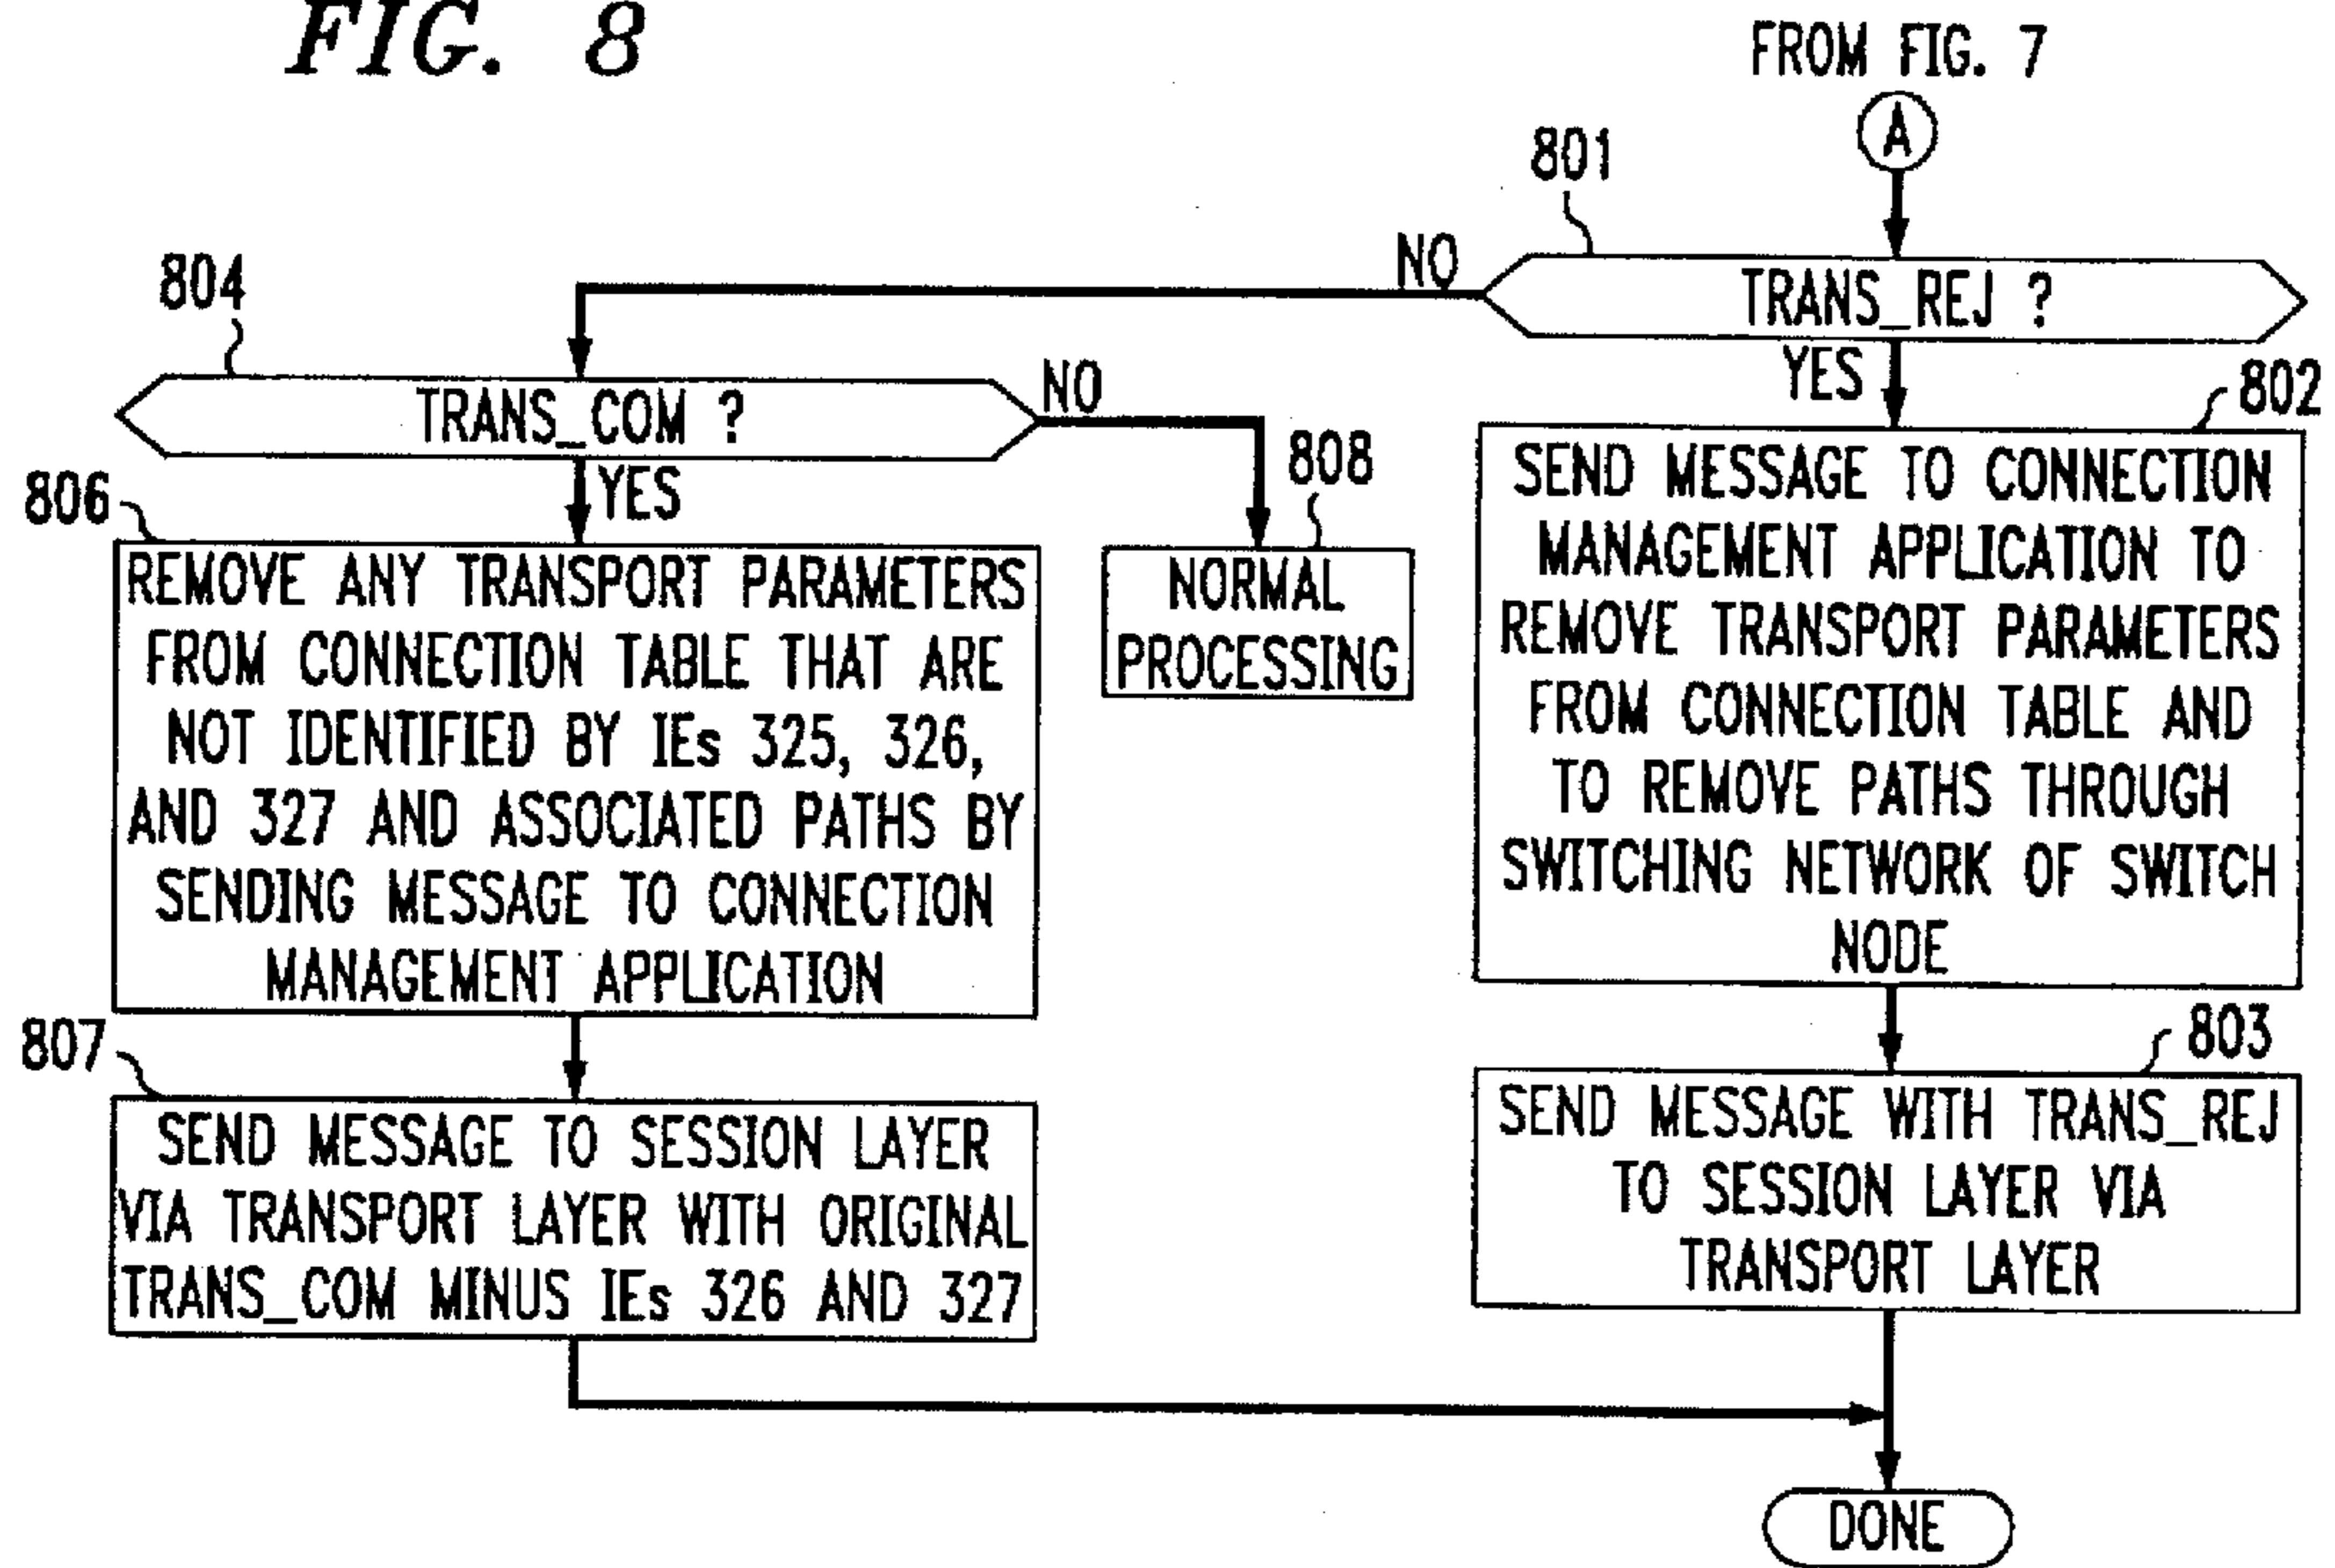 FIG. 8
FROM FIG. 7
A
801
TRANS_REJ ?
NO
YES
804
TRANS_COM ?
NO
YES
802
SEND MESSAGE TO CONNECTION
MANAGEMENT APPLICATION TO
REMOVE TRANSPORT PARAMETERS
FROM CONNECTION TABLE AND
TO REMOVE PATHS THROUGH
SWITCHING NETWORK OF SWITCH
NODE
808
NORMAL
PROCESSING
806
REMOVE ANY TRANSPORT PARAMETERS
FROM CONNECTION TABLE THAT ARE
NOT IDENTIFIED BY IEs 325, 326,
AND 327 AND ASSOCIATED PATHS BY
SENDING MESSAGE TO CONNECTION
MANAGEMENT APPLICATION
807
SEND MESSAGE TO SESSION LAYER
VIA TRANSPORT LAYER WITH ORIGINAL
TRANS_COM MINUS IEs 326 AND 327
803
SEND MESSAGE WITH TRANS_REJ
TO SESSION LAYER VIA
TRANSPORT LAYER
DONE